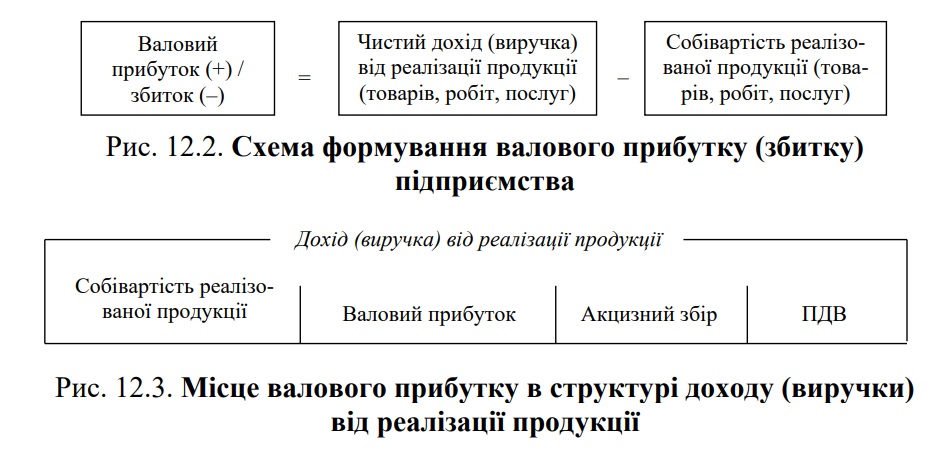 Валовий
прибуток (+) /
збиток (–)
=
Чистий дохід (виручка)
від реалізації продукції
(товарів, робіт, послуг)
–
Собівартість реалізо-
ваної продукції (това-
рів, робіт, послуг)
Рис. 12.2. Схема формування валового прибутку (збитку)
підприємства
Дохід (виручка) від реалізації продукції
Собівартість реалізо-
ваної продукції
Валовий прибуток
Акцизний збір
ПДВ
Рис. 12.3. Місце валового прибутку в структурі доходу (виручки)
від реалізації продукції